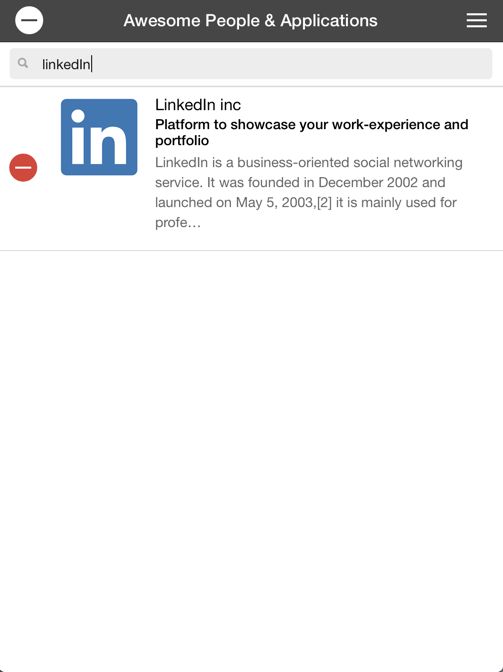 Awesome People & Applications
linkedIn
in
LinkedIn inc
Platform to showcase your work-experience and
portfolio
LinkedIn is a business-oriented social networking
service. It was founded in December 2002 and
launched on May 5, 2003,[2] it is mainly used for
profe…